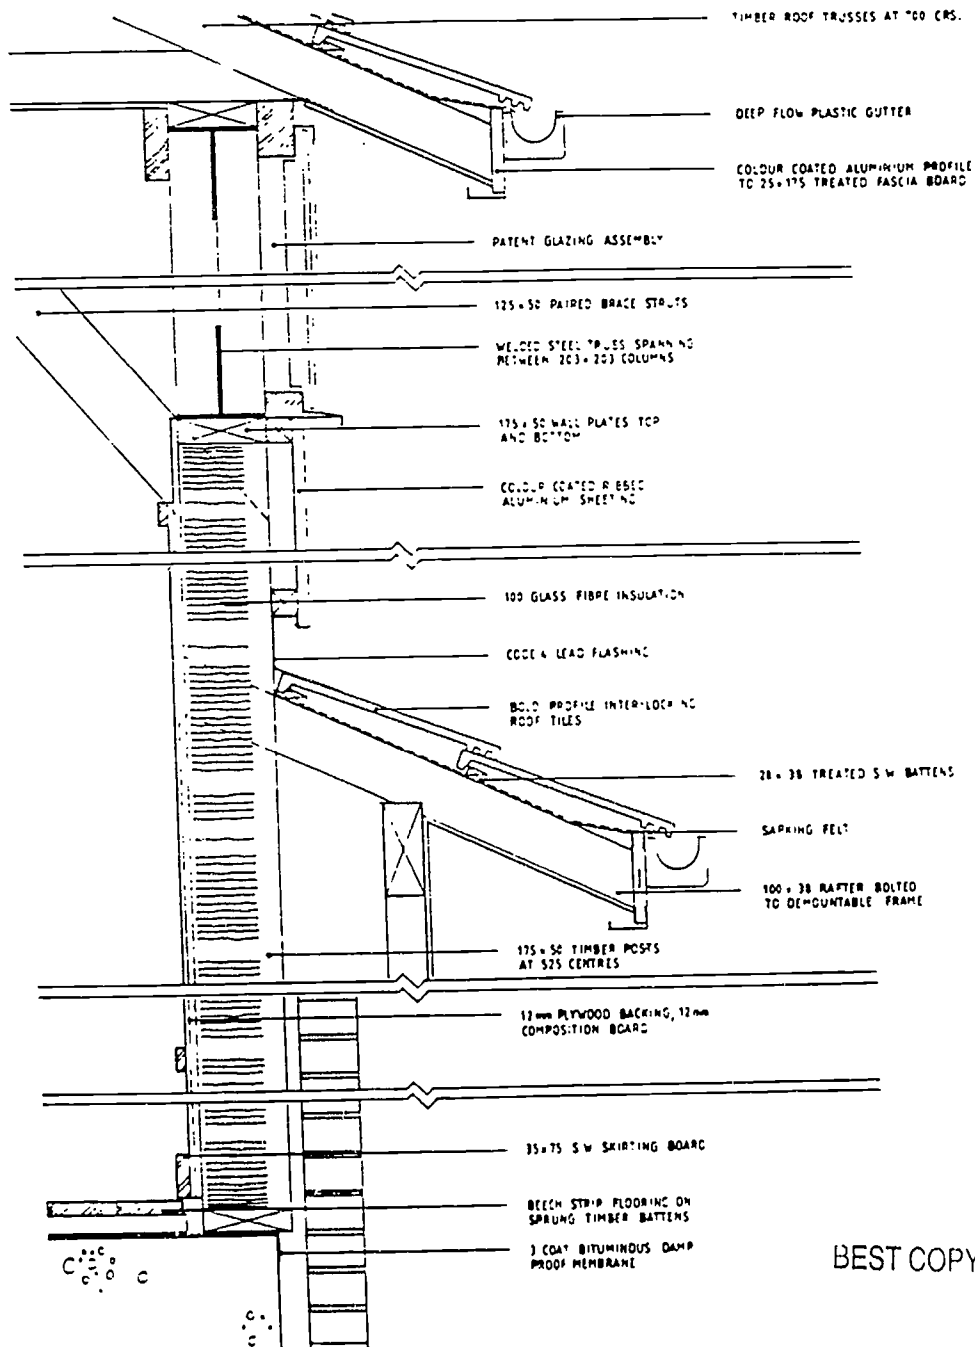 TIMBER ROOF TRUSSES AT 700 CRS.
DEEP FLOW PLASTIC GUTTER
COLOUR COATED ALUMINIUM PROFILE
TO 25 x 175 TREATED FASCIA BOARD
PATENT GLAZING ASSEMBLY
125 x 50 PAIRED BRACE STRUTS
WELDED STEEL TRUSS SPANNING
BETWEEN 203 x 203 COLUMNS
175 x 50 WALL PLATES TOP
AND BOTTOM
COLOUR COATED RIBBED
ALUMINIUM SHEETING
100 GLASS FIBRE INSULATION
CODE 4 LEAD FLASHING
BOLD PROFILE INTERLOCKING
ROOF TILES
28 x 38 TREATED S.W BATTENS
SARKING FELT
100 x 38 RAFTER BOLTED
TO DEMOUNTABLE FRAME
175 x 50 TIMBER POSTS
AT 525 CENTRES
12mm PLYWOOD BACKING, 12mm
COMPOSITION BOARD
35 x 75 S.W SKIRTING BOARD
BEECH STRIP FLOORING ON
SPRUNG TIMBER BATTENS
3 COAT BITUMINOUS DAMP
PROOF MEMBRANE
BEST COPY